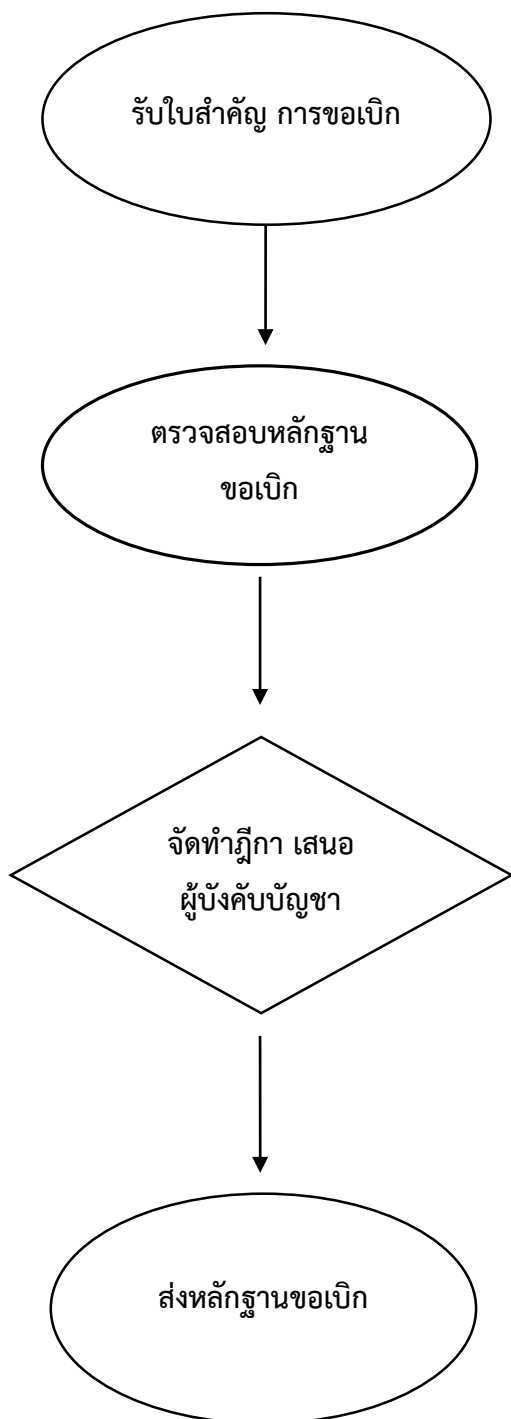 รับใบสำคัญ การขอเบิก
ตรวจสอบหลักฐาน
ขอเบิก
จัดทำฎีกา เสนอ
ผู้บังคับบัญชา
ส่งหลักฐานขอเบิก